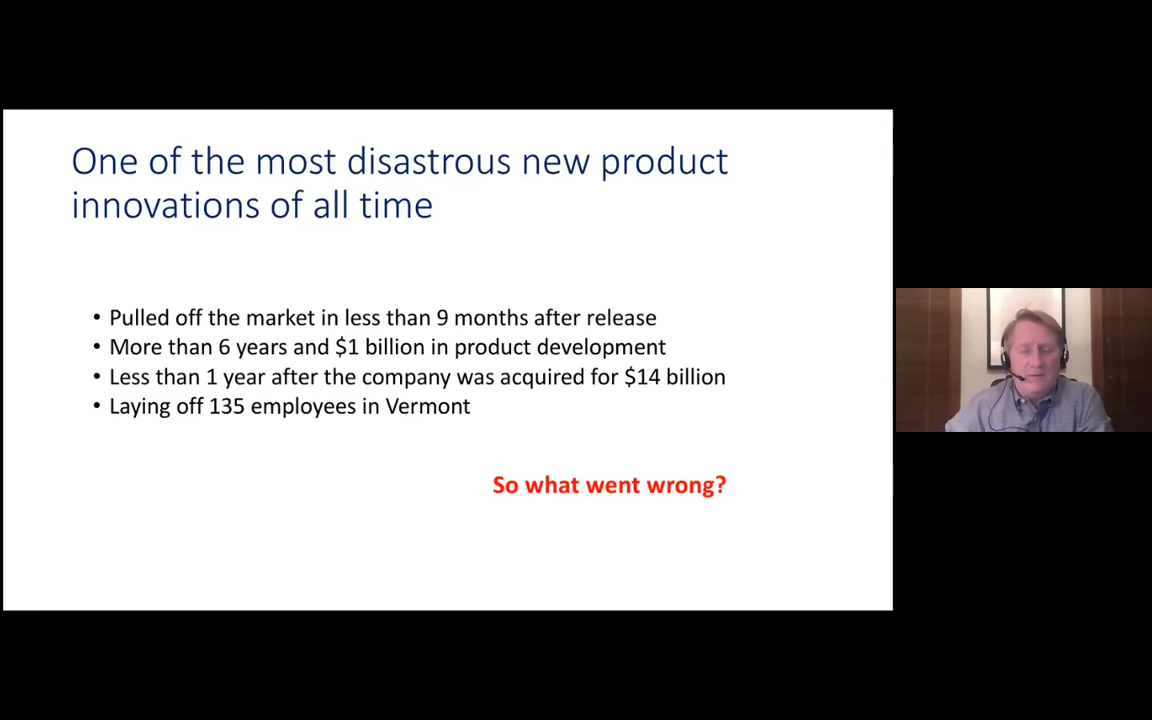 One of the most disastrous new product
innovations of all time
• Pulled off the market in less than 9 months after release
• More than 6 years and $1 billion in product development
• Less than 1 year after the company was acquired for $14 billion
• Laying off 135 employees in Vermont
So what went wrong?